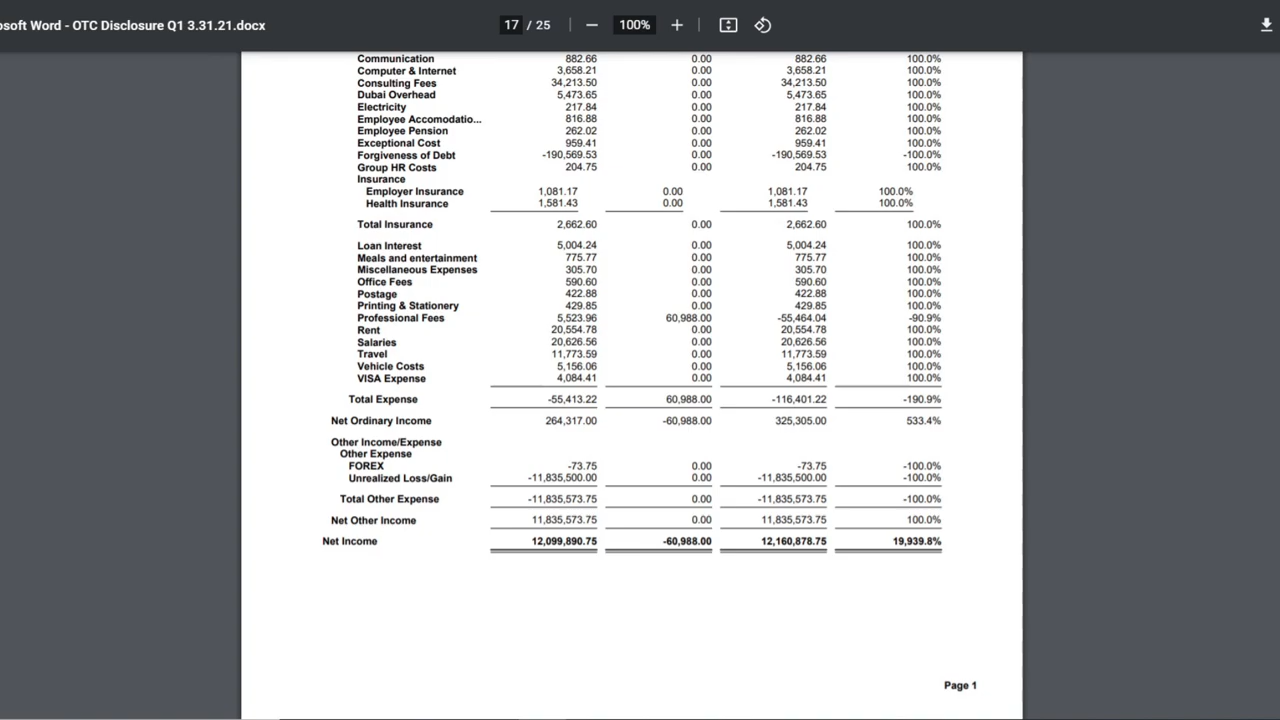 osoft Word - OTC Disclosure Q1 3.31.21.docx 17 / 25 100%
Communication 882.66 0.00 882.66 100.0%
Computer & Internet 3,658.21 0.00 3,658.21 100.0%
Consulting Fees 34,213.50 0.00 34,213.50 100.0%
Dubai Overhead 5,473.65 0.00 5,473.65 100.0%
Electricity 217.84 0.00 217.84 100.0%
Employee Accomodatio... 816.88 0.00 816.88 100.0%
Employee Pension 262.02 0.00 262.02 100.0%
Exceptional Cost 959.41 0.00 959.41 100.0%
Forgiveness of Debt -190,569.53 0.00 -190,569.53 -100.0%
Group HR Costs 204.75 0.00 204.75 100.0%
Insurance
Employer Insurance 1,081.17 0.00 1,081.17 100.0%
Health Insurance 1,581.43 0.00 1,581.43 100.0%
Total Insurance 2,662.60 0.00 2,662.60 100.0%
Loan Interest 5,004.24 0.00 5,004.24 100.0%
Meals and entertainment 775.77 0.00 775.77 100.0%
Miscellaneous Expenses 305.70 0.00 305.70 100.0%
Office Fees 590.60 0.00 590.60 100.0%
Postage 422.88 0.00 422.88 100.0%
Printing & Stationery 429.85 0.00 429.85 100.0%
Professional Fees 5,523.96 60,988.00 -55,464.04 -90.9%
Rent 20,554.78 0.00 20,554.78 100.0%
Salaries 20,626.56 0.00 20,626.56 100.0%
Travel 11,773.59 0.00 11,773.59 100.0%
Vehicle Costs 5,156.06 0.00 5,156.06 100.0%
VISA Expense 4,084.41 0.00 4,084.41 100.0%
Total Expense -55,413.22 60,988.00 -116,401.22 -190.9%
Net Ordinary Income 264,317.00 -60,988.00 325,305.00 533.4%
Other Income/Expense
Other Expense
FOREX -73.75 0.00 -73.75 -100.0%
Unrealized Loss/Gain -11,835,500.00 0.00 -11,835,500.00 -100.0%
Total Other Expense -11,835,573.75 0.00 -11,835,573.75 -100.0%
Net Other Income 11,835,573.75 0.00 11,835,573.75 100.0%
Net Income 12,099,890.75 -60,988.00 12,160,878.75 19,939.8%
Page 1